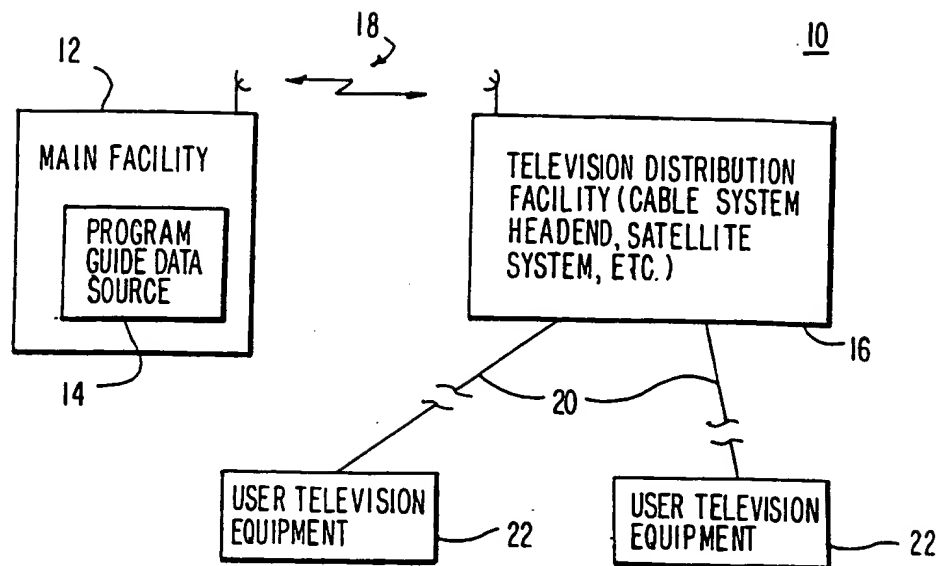 18
10
12
MAIN FACILITY
PROGRAM
GUIDE DATA
SOURCE
TELEVISION DISTRIBUTION
FACILITY (CABLE SYSTEM
HEADEND, SATELLITE
SYSTEM, ETC.)
14
16
20
USER TELEVISION
EQUIPMENT
22
USER TELEVISION
EQUIPMENT
22